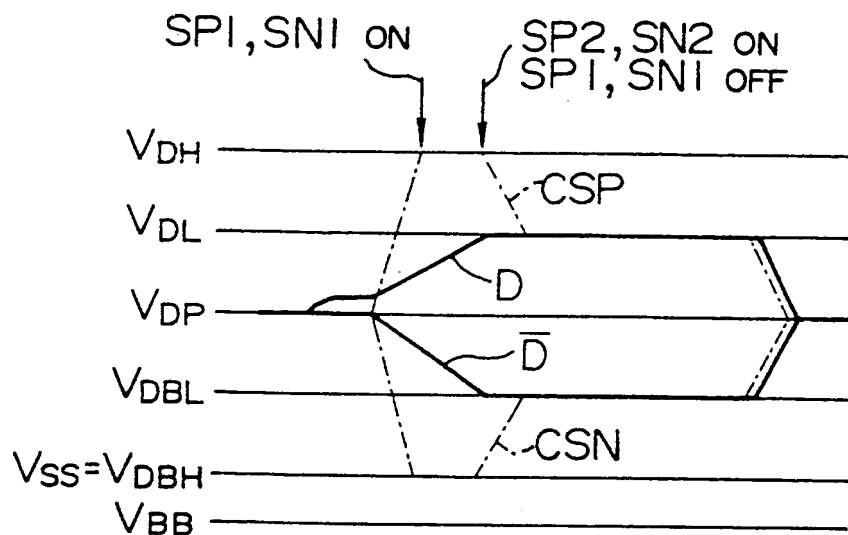 SP1, SN1 ON
SP2, SN2 ON
SP1, SN1 OFF
VDH
CSP
VDL
D
VDP
D̅
VDBL
CSN
VSS=VDBH
VBB